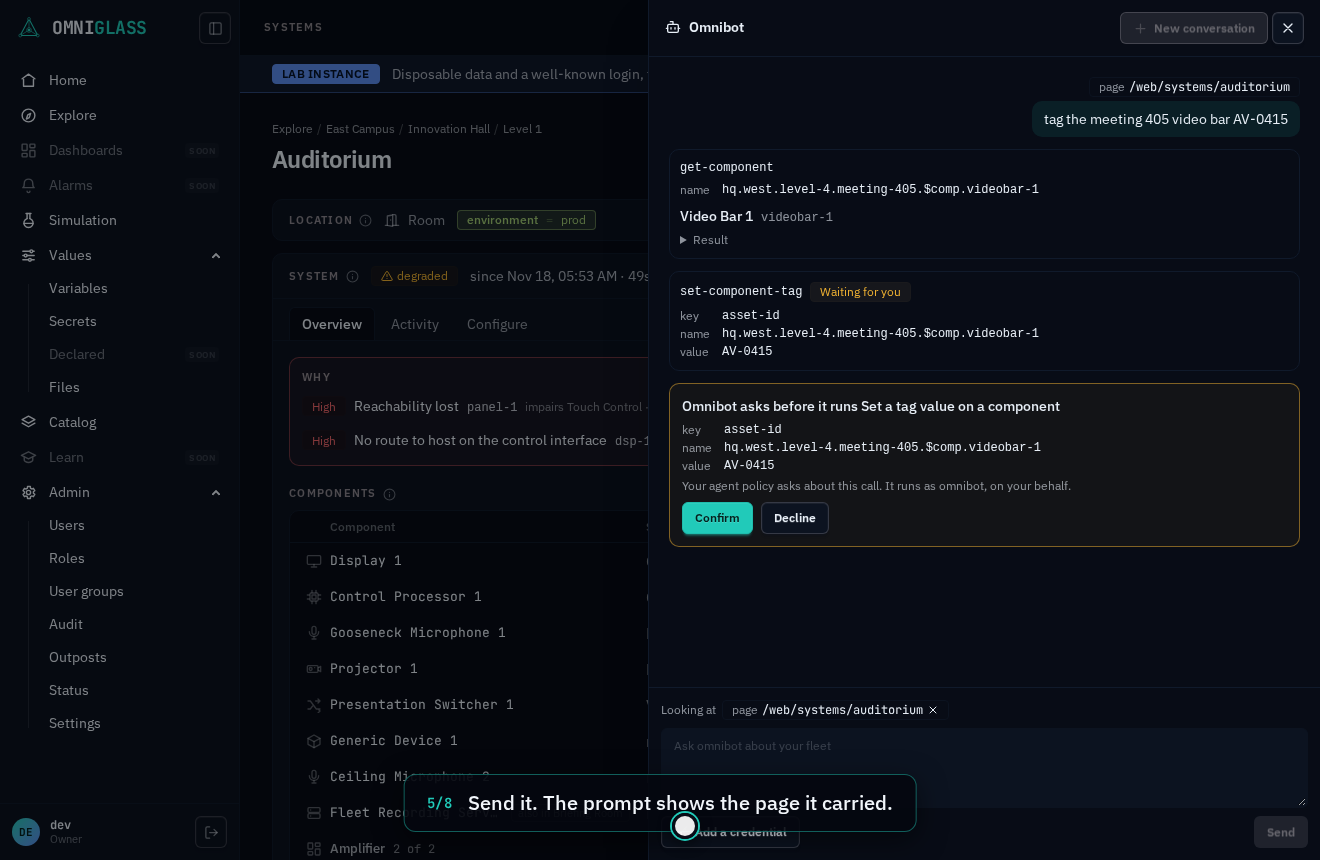 OMNIGLASS
Home
Explore
Dashboards SOON
Alarms SOON
Simulation
Values
Variables
Secrets
Declared SOON
Files
Catalog
Learn SOON
Admin
Users
Roles
User groups
Audit
Outposts
Status
Settings
DE dev
Owner
SYSTEMS
LAB INSTANCE Disposable data and a well-known login,
Explore / East Campus / Innovation Hall / Level 1
Auditorium
LOCATION Room environment = prod
SYSTEM degraded since Nov 18, 05:53 AM · 49s
Overview Activity Configure
WHY
High Reachability lost panel-1 impairs Touch Control ·
High No route to host on the control interface dsp-1
COMPONENTS
Component
Display 1
Control Processor 1
Gooseneck Microphone 1
Projector 1
Presentation Switcher 1
Generic Device 1
Ceiling Microphone 2
Fleet
Amplifier 2 of 2
Omnibot
New conversation
page /web/systems/auditorium
tag the meeting 405 video bar AV-0415
get-component
name hq.west.level-4.meeting-405.$comp.videobar-1
Video Bar 1 videobar-1
Result
set-component-tag Waiting for you
key asset-id
name hq.west.level-4.meeting-405.$comp.videobar-1
value AV-0415
Omnibot asks before it runs Set a tag value on a component
key asset-id
name hq.west.level-4.meeting-405.$comp.videobar-1
value AV-0415
Your agent policy asks about this call. It runs as omnibot, on your behalf.
Confirm Decline
Looking at page /web/systems/auditorium ×
Ask omnibot about your fleet
5/8 Send it. The prompt shows the page it carried.
Add a credential
Send